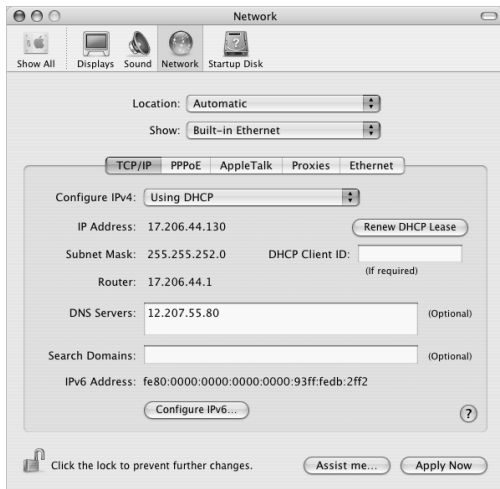 Network
Show All Displays Sound Network Startup Disk
Location: Automatic
Show: Built-in Ethernet
TCP/IP PPPoE AppleTalk Proxies Ethernet
Configure IPv4: Using DHCP
IP Address: 17.206.44.130 Renew DHCP Lease
Subnet Mask: 255.255.252.0 DHCP Client ID:
(If required)
Router: 17.206.44.1
DNS Servers: 12.207.55.80 (Optional)
Search Domains: (Optional)
IPv6 Address: fe80:0000:0000:0000:0000:93ff:fedb:2ff2
Configure IPv6...
?
Click the lock to prevent further changes. Assist me... Apply Now